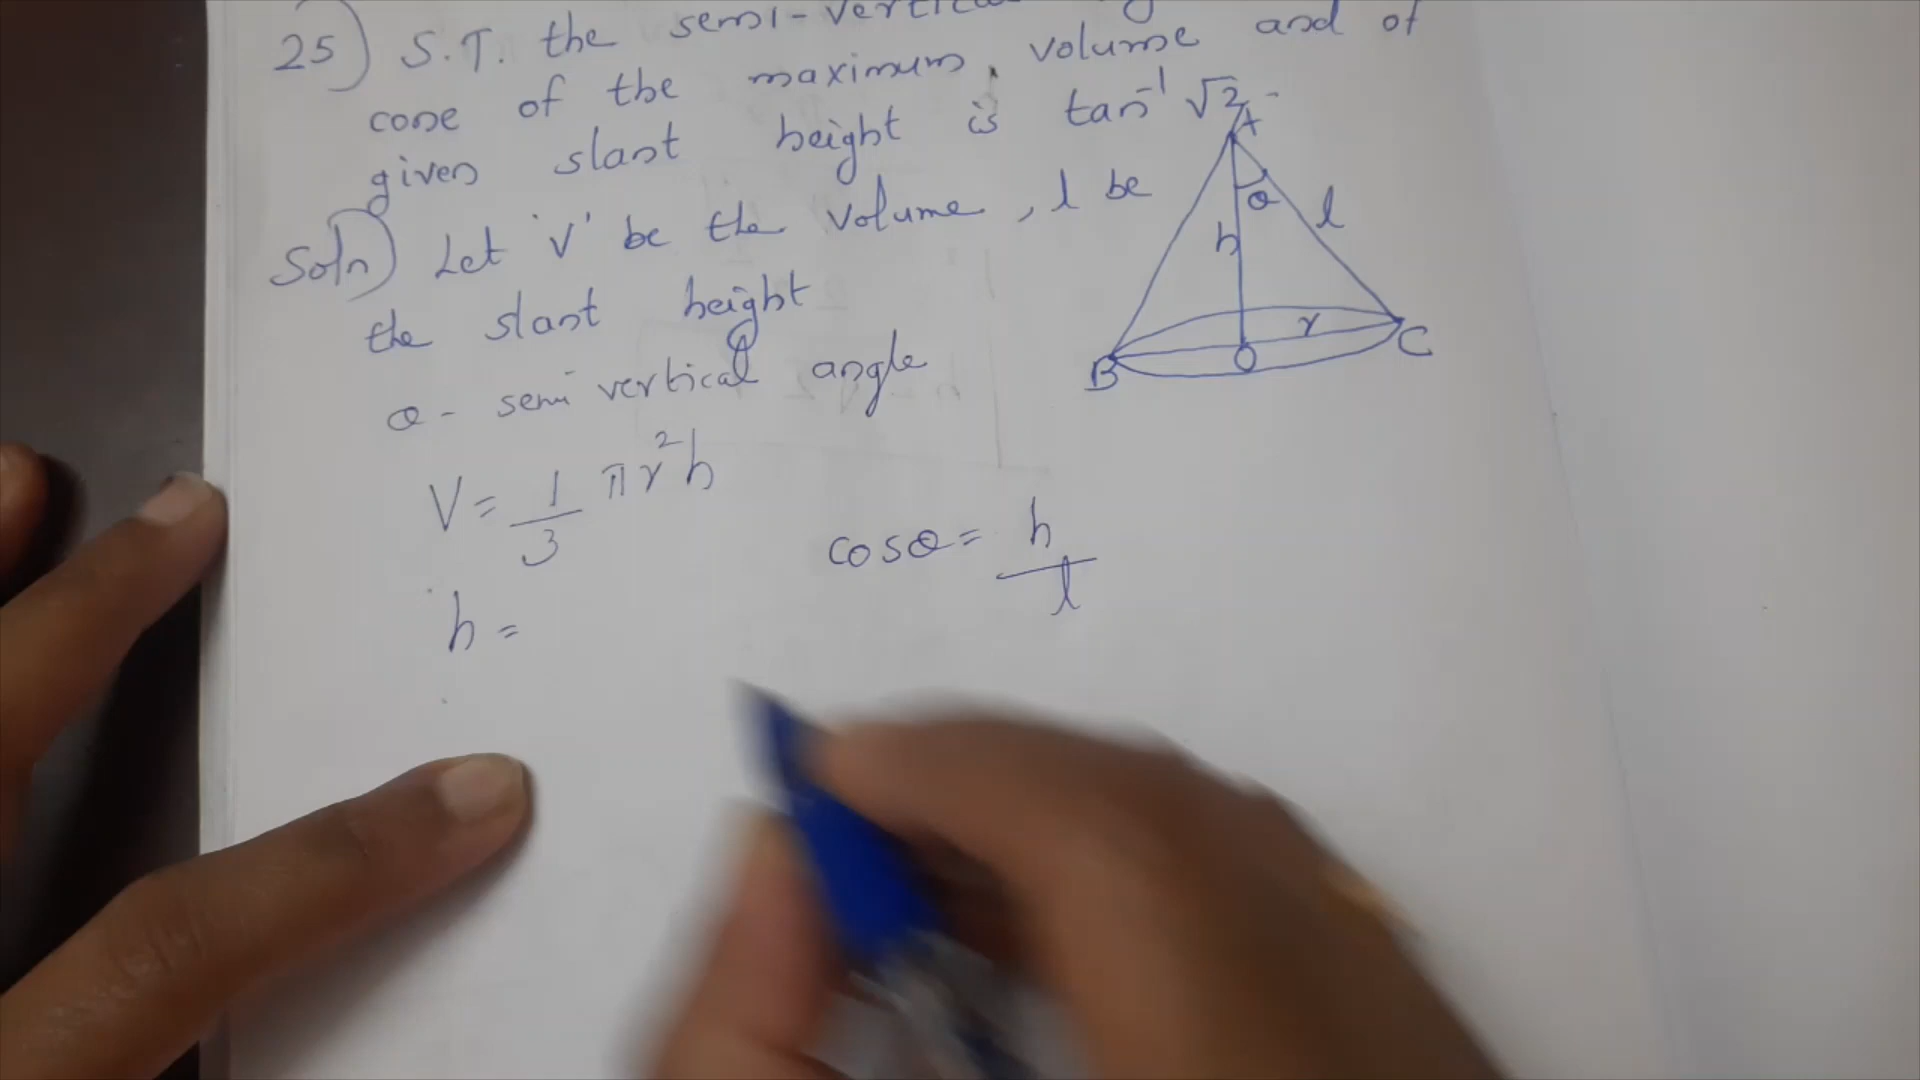 25) S.T. the semi-vertical
cone of the maximum volume and of
given slant height is tan⁻¹ √2.
Soln) Let 'V' be the volume, l be
the slant height
θ - semi vertical angle
V = 1/3 πr²h
cosθ = h/l
h =
A
θ
l
h
r
B
O
C